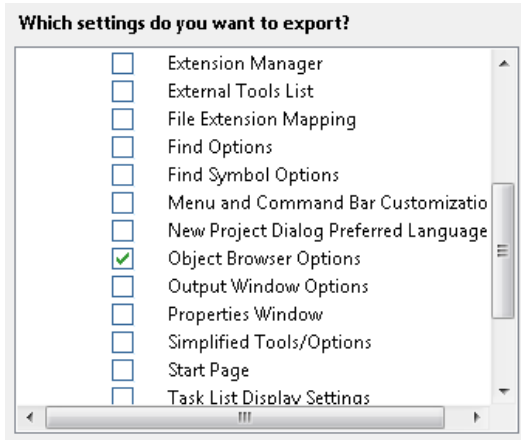 Which settings do you want to export?
Extension Manager
External Tools List
File Extension Mapping
Find Options
Find Symbol Options
Menu and Command Bar Customizatio
New Project Dialog Preferred Language
Object Browser Options
Output Window Options
Properties Window
Simplified Tools/Options
Start Page
Task List Display Settings